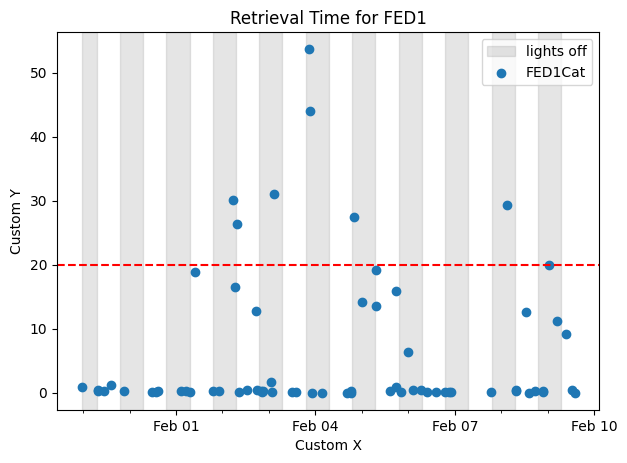 Retrieval Time for FED1
lights off
FED1Cat
Custom Y
50
40
30
20
10
0
Feb 01
Feb 04
Feb 07
Feb 10
Custom X